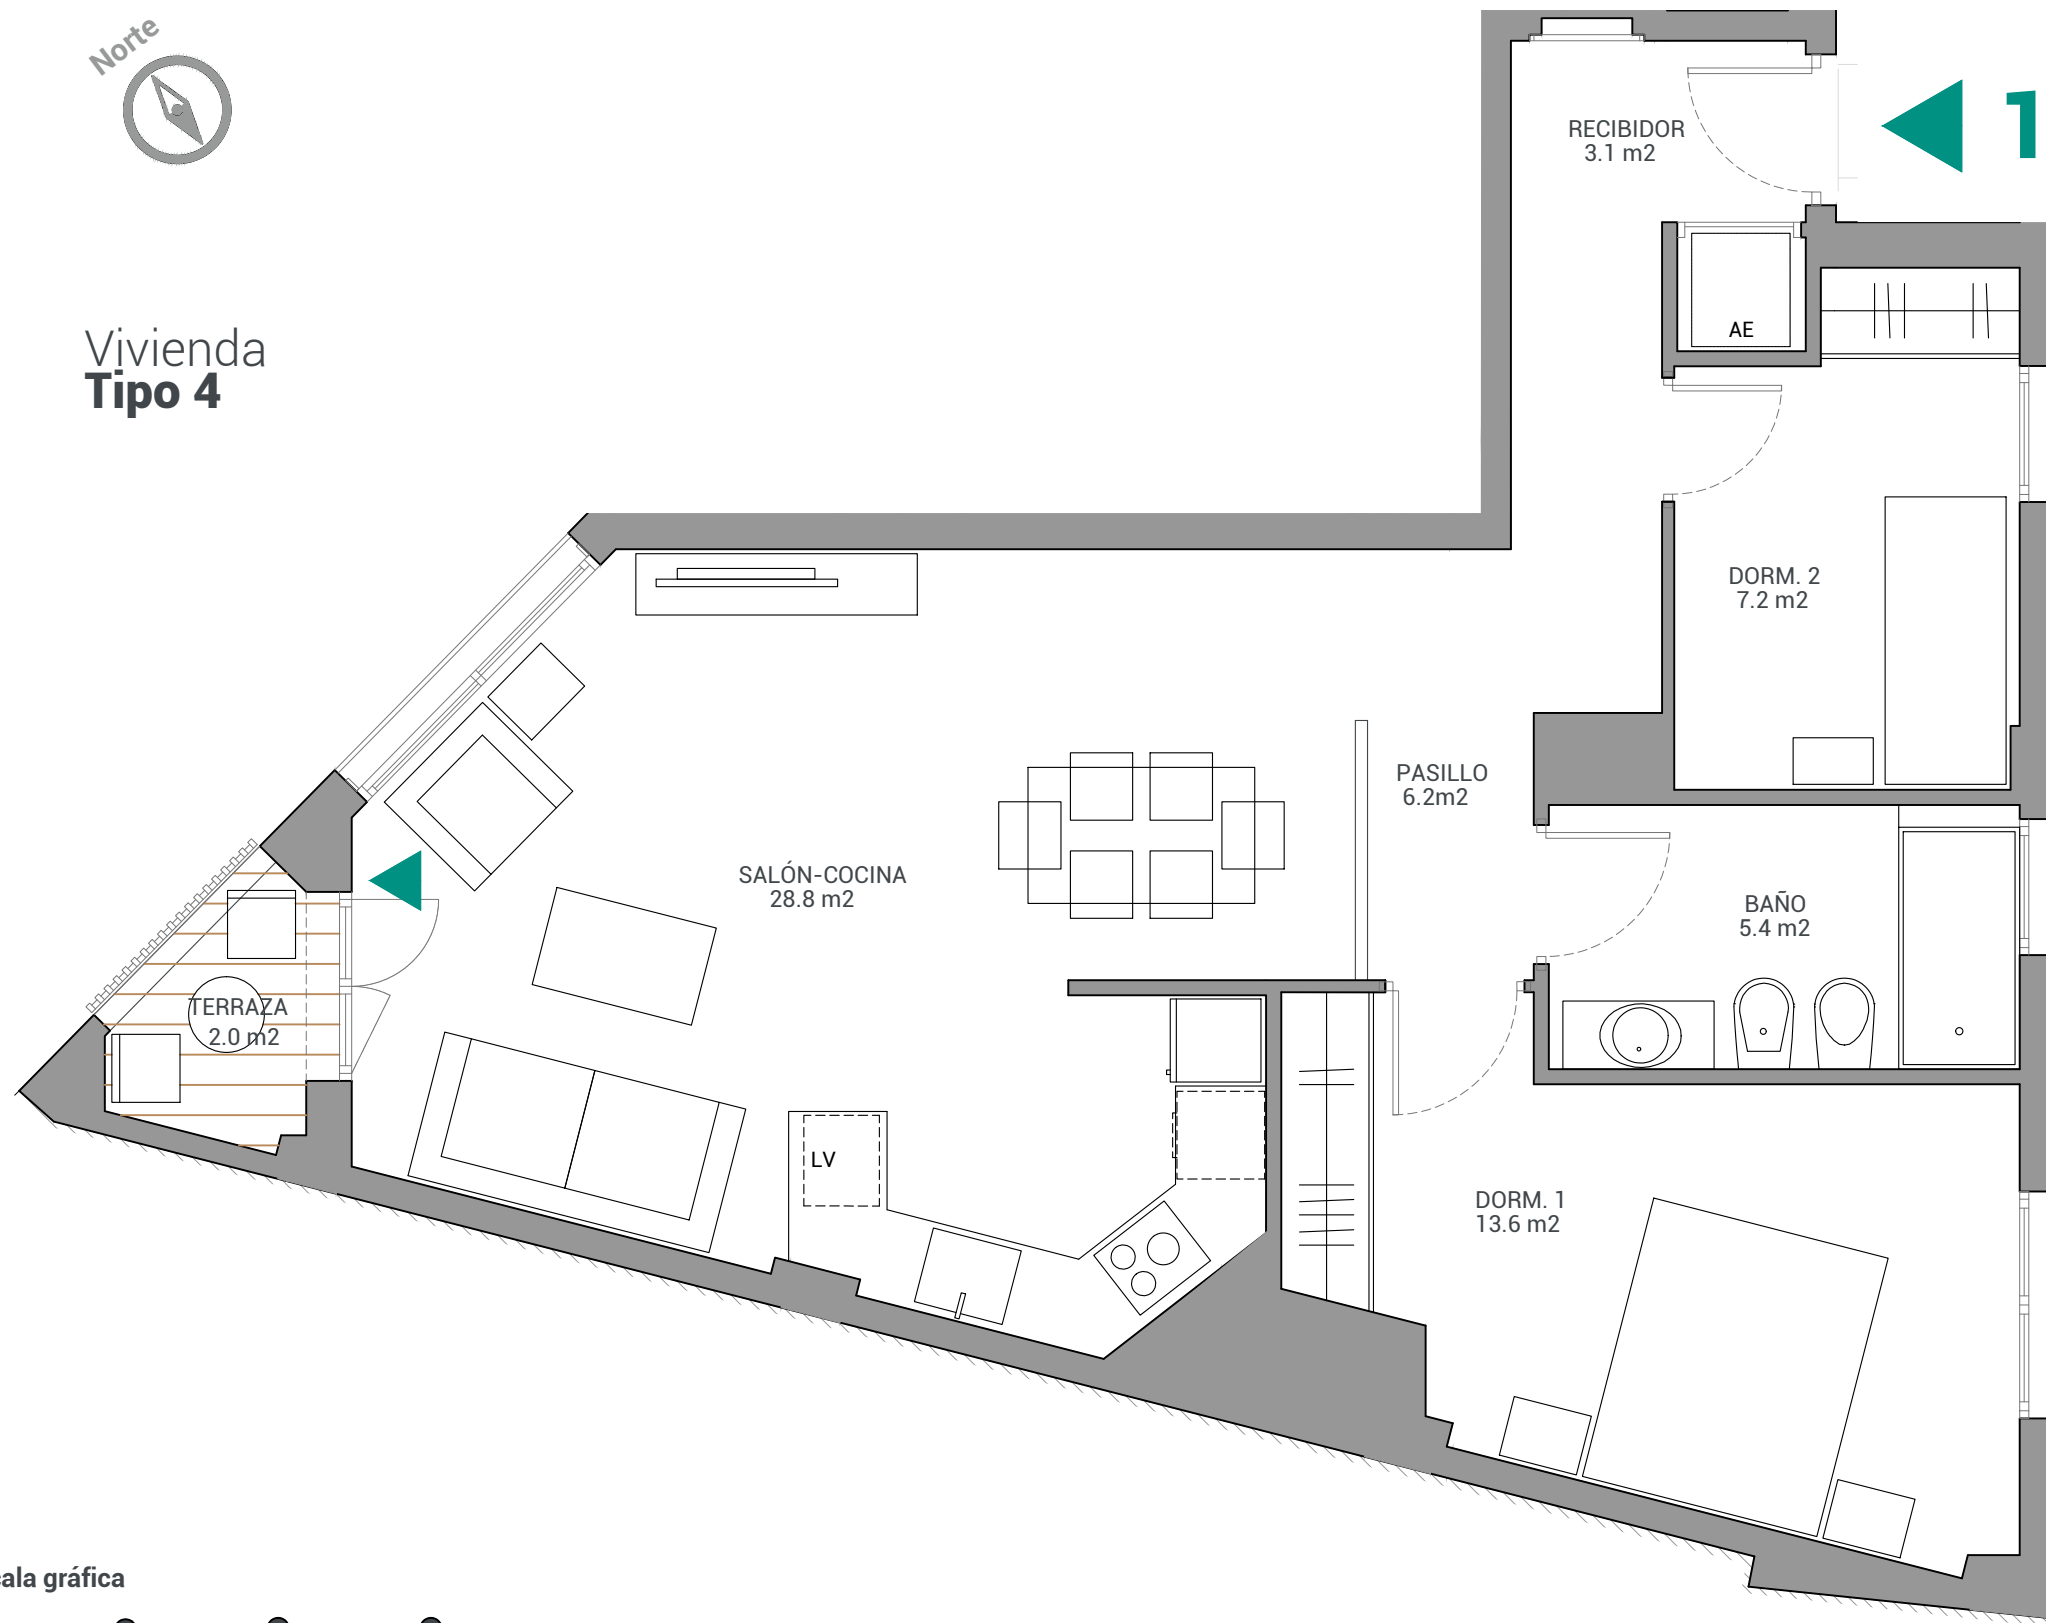 Norte
Vivienda
Tipo 4
1
RECIBIDOR
3.1 m2
AE
DORM. 2
7.2 m2
PASILLO
6.2m2
SALÓN-COCINA
28.8 m2
BAÑO
5.4 m2
TERRAZA
2.0 m2
LV
DORM. 1
13.6 m2
ala gráfica